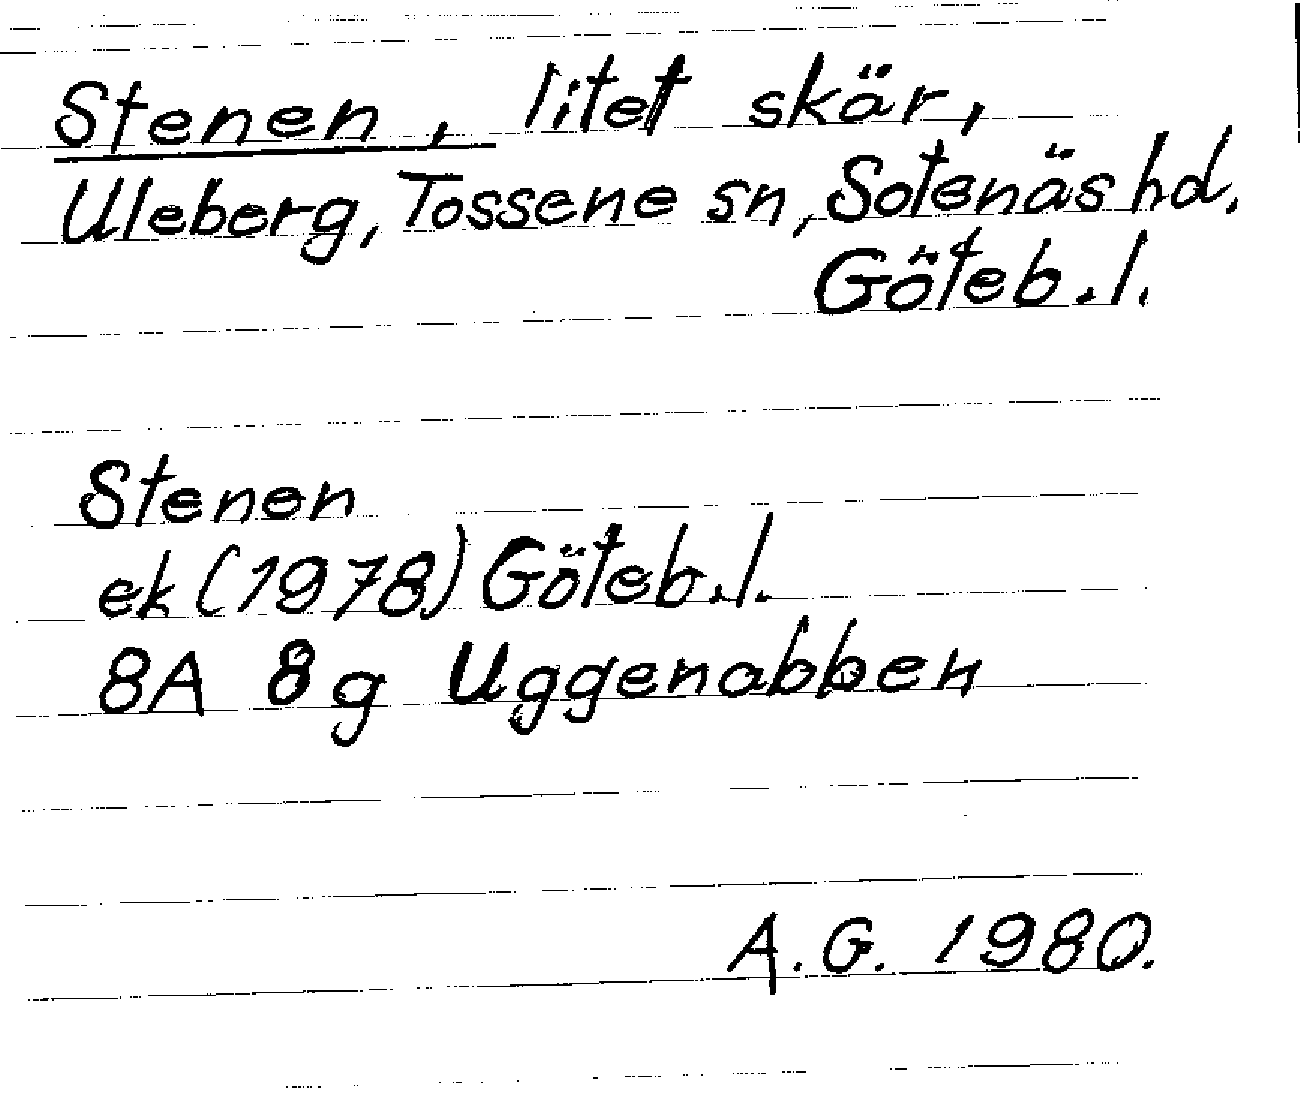 Stenen, litet skär,
Uleberg, Tossene sn, Sotenäs hd.
Göteb. l.
Stenen
ek (1978) Göteb. l.
8A 8g Uggenabben
A. G. 1980.